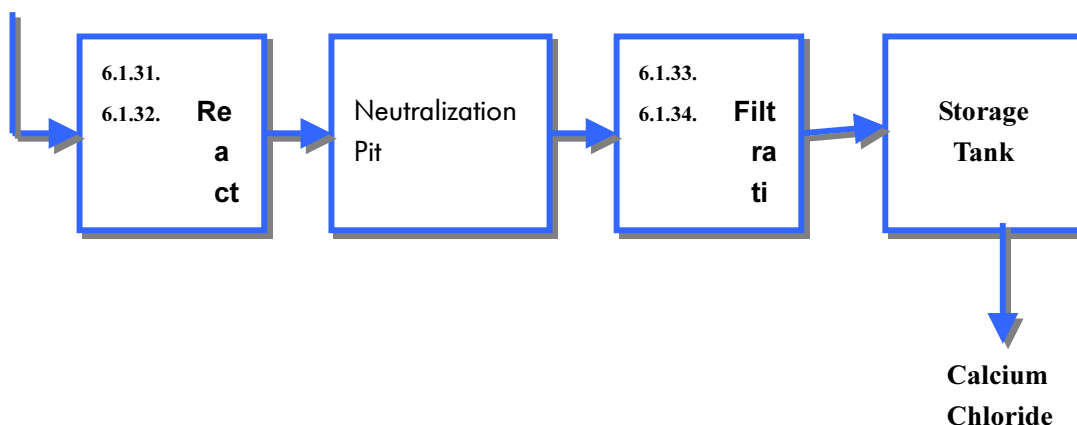 6.1.31.
6.1.32. Re
a
ct
Neutralization
Pit
6.1.33.
6.1.34. Filt
ra
ti
Storage
Tank
Calcium
Chloride